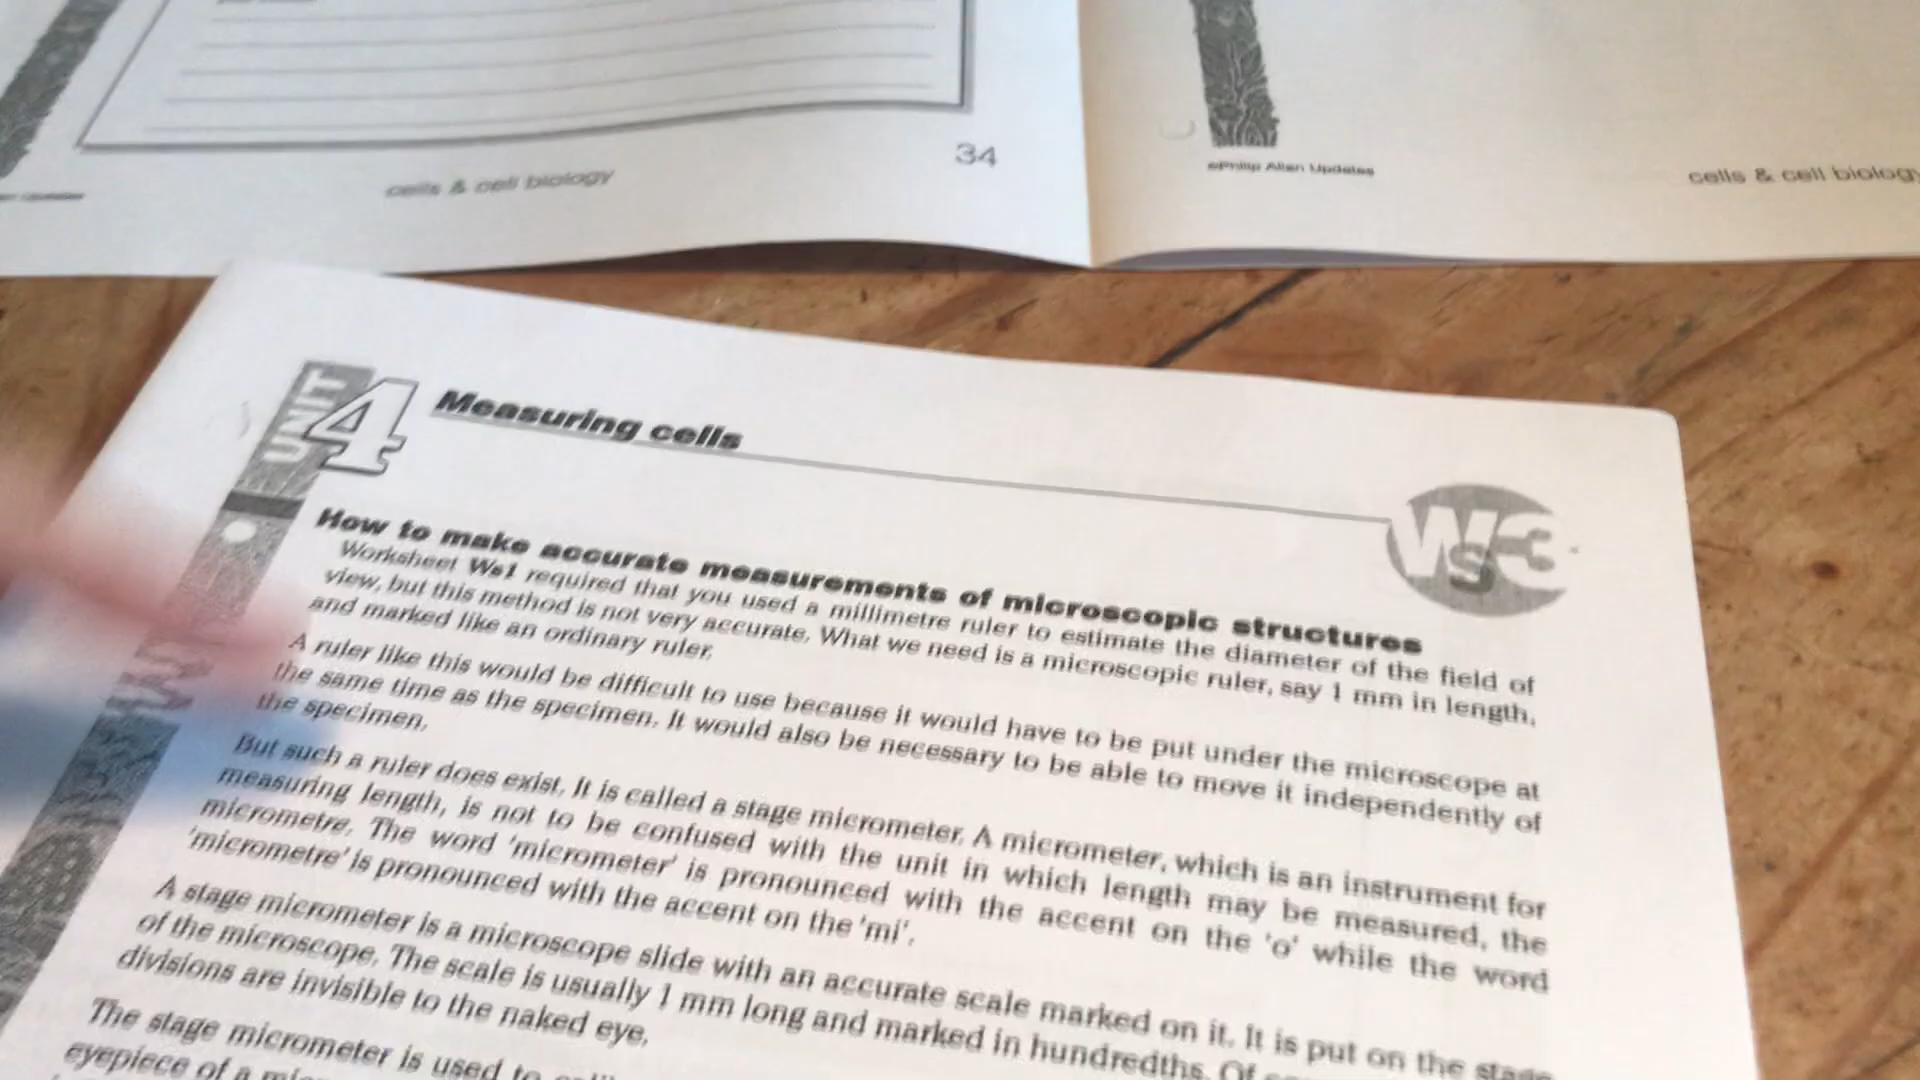 34
cells & cell biology
©Philip Allan Updates
cells & cell biology
UNIT 4
Measuring cells
Ws3
How to make accurate measurements of microscopic structures
Worksheet Ws1 required that you used a millimetre ruler to estimate the diameter of the field of
view, but this method is not very accurate. What we need is a microscopic ruler, say 1 mm in length,
and marked like an ordinary ruler.
A ruler like this would be difficult to use because it would have to be put under the microscope at
the same time as the specimen. It would also be necessary to be able to move it independently of
the specimen.
But such a ruler does exist. It is called a stage micrometer. A micrometer, which is an instrument for
measuring length, is not to be confused with the unit in which length may be measured, the
micrometre. The word 'micrometer' is pronounced with the accent on the 'o' while the word
'micrometre' is pronounced with the accent on the 'mi'.
A stage micrometer is a microscope slide with an accurate scale marked on it. It is put on the stage
of the microscope. The scale is usually 1 mm long and marked in hundredths. Of
divisions are invisible to the naked eye.
The stage micrometer is used to
eyepiece of a